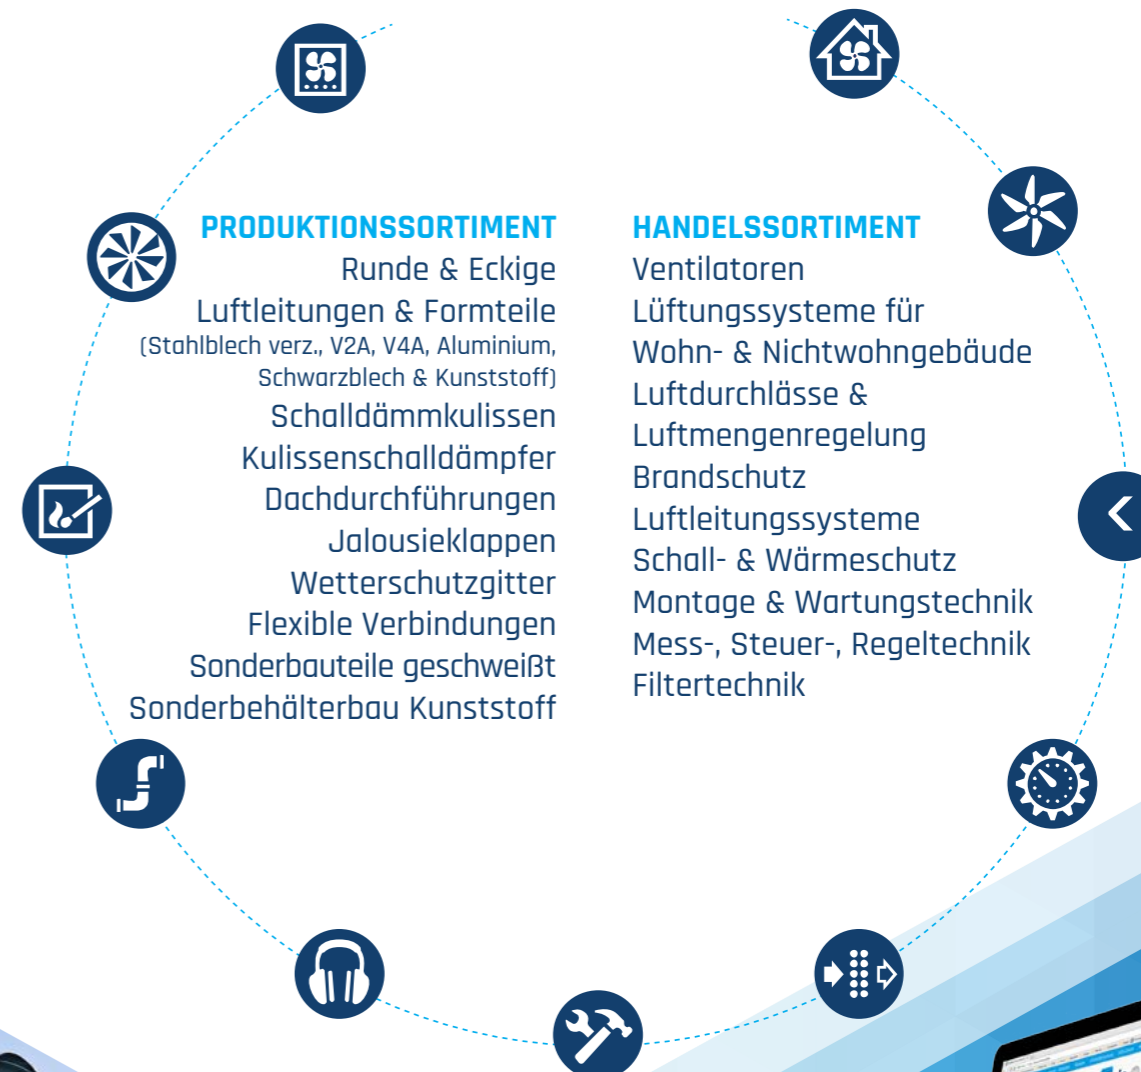 PRODUKTIONSSORTIMENT
Runde & Eckige
Luftleitungen & Formteile
(Stahlblech verz., V2A, V4A, Aluminium,
Schwarzblech & Kunststoff)
Schalldämmkulissen
Kulissenschalldämpfer
Dachdurchführungen
Jalousieklappen
Wetterschutzgitter
Flexible Verbindungen
Sonderbauteile geschweißt
Sonderbehälterbau Kunststoff
HANDELSSORTIMENT
Ventilatoren
Lüftungssysteme für
Wohn- & Nichtwohngebäude
Luftdurchlässe &
Luftmengenregelung
Brandschutz
Luftleitungssysteme
Schall- & Wärmeschutz
Montage & Wartungstechnik
Mess-, Steuer-, Regeltechnik
Filtertechnik